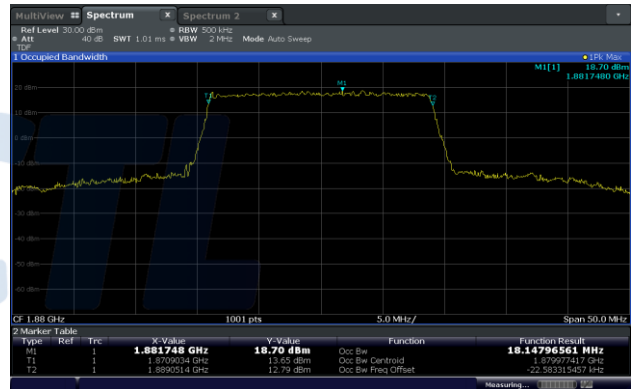 MultiView Spectrum X Spectrum 2 X
Ref Level 30.00 dBm RBW 500 kHz
Att 40 dB SWT 1.01 ms VBW 2 MHz Mode Auto Sweep
TDF
1 Occupied Bandwidth 1Pk Max
M1[1] 18.70 dBm
1.8817480 GHz
M1
20 dBm
T1 T2
10 dBm
0 dBm
-10 dBm
-20 dBm
-30 dBm
-40 dBm
-50 dBm
-60 dBm
CF 1.88 GHz 1001 pts 5.0 MHz/ Span 50.0 MHz
2 Marker Table
Type Ref Trc X-Value Y-Value Function Function Result
M1 1 1.881748 GHz 18.70 dBm Occ Bw 18.14796561 MHz
T1 1 1.8709034 GHz 13.65 dBm Occ Bw Centroid 1.879977417 GHz
T2 1 1.8890514 GHz 12.79 dBm Occ Bw Freq Offset -22.583315457 kHz
Measuring...